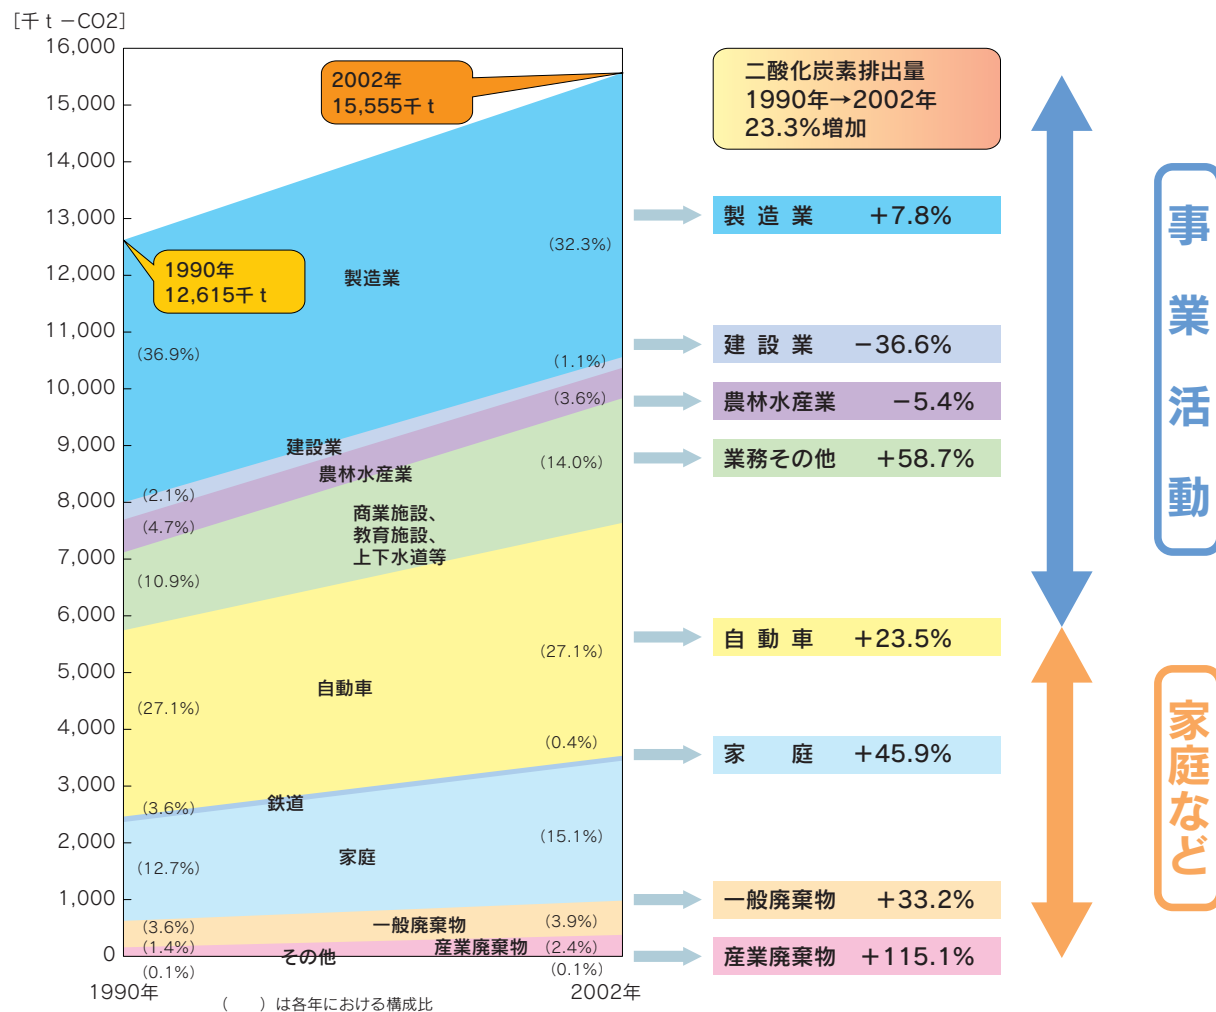 ［千ｔ－CO2］
16,000
15,000
14,000
13,000
12,000
11,000
10,000
9,000
8,000
7,000
6,000
5,000
4,000
3,000
2,000
1,000
0
2002年
15,555千ｔ
1990年
12,615千ｔ
製造業
建設業
農林水産業
商業施設、
教育施設、
上下水道等
自動車
鉄道
家庭
一般廃棄物
産業廃棄物
その他
（36.9%）
（2.1%）
（4.7%）
（10.9%）
（27.1%）
（3.6%）
（12.7%）
（3.6%）
（1.4%）
（0.1%）
（32.3%）
（1.1%）
（3.6%）
（14.0%）
（27.1%）
（0.4%）
（15.1%）
（3.9%）
（2.4%）
（0.1%）
1990年
2002年
（　　）は各年における構成比
二酸化炭素排出量
1990年→2002年
23.3%増加
製造業 ＋7.8%
建設業 －36.6%
農林水産業 －5.4%
業務その他 ＋58.7%
自動車 ＋23.5%
家庭 ＋45.9%
一般廃棄物 ＋33.2%
産業廃棄物 ＋115.1%
事業活動
家庭など